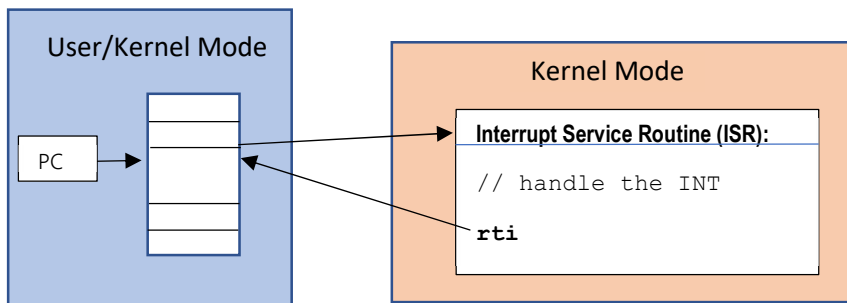 User/Kernel Mode
PC
Kernel Mode
Interrupt Service Routine (ISR):
// handle the INT
rti